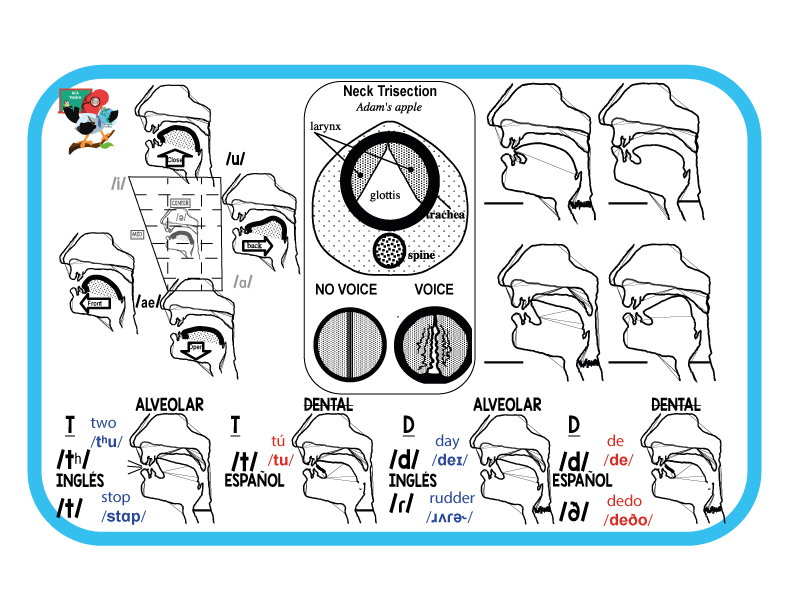 Neck Trisection
Adam's apple
larynx
glottis
trachea
spine
NO VOICE
VOICE
Close
/u/
/i/
CENTER
/ə/
MID
back
/ɑ/
Front
/ae/
Open
ALVEOLAR
T
two
/tʰu/
/th/
INGLÉS
/t/
stop
/stɑp/
DENTAL
T
tú
/tu/
/t/
ESPAÑOL
ALVEOLAR
D
day
/deɪ/
/d/
INGLÉS
/ɾ/
rudder
/ɹʌɾɚ/
DENTAL
D
de
/de/
/d/
ESPAÑOL
/ð/
dedo
/deðo/